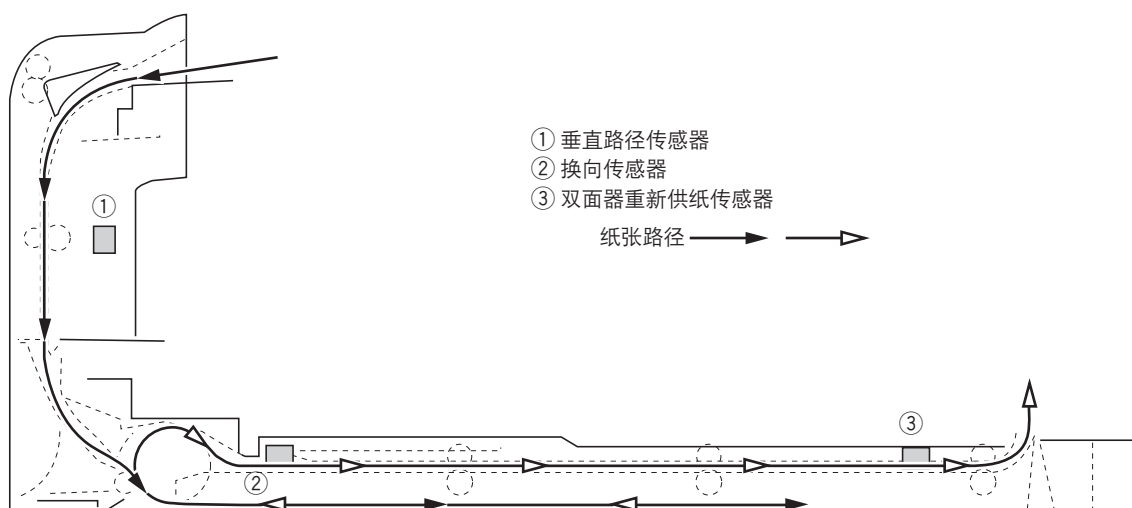 ① 垂直路径传感器
② 换向传感器
③ 双面器重新供纸传感器
纸张路径
①
③
②